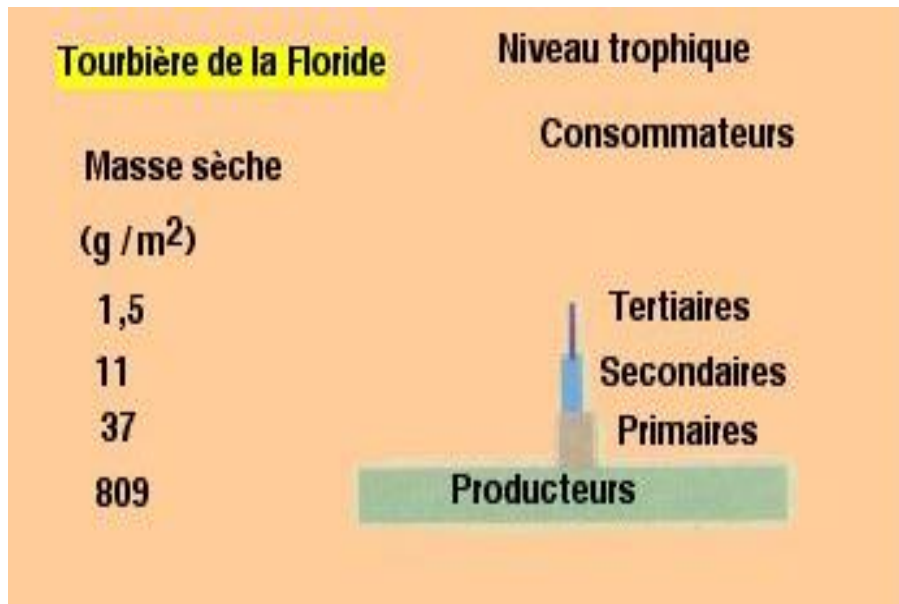 Tourbière de la Floride
Niveau trophique
Consommateurs
Masse sèche
(g /m2)
1,5 Tertiaires
11 Secondaires
37 Primaires
809 Producteurs